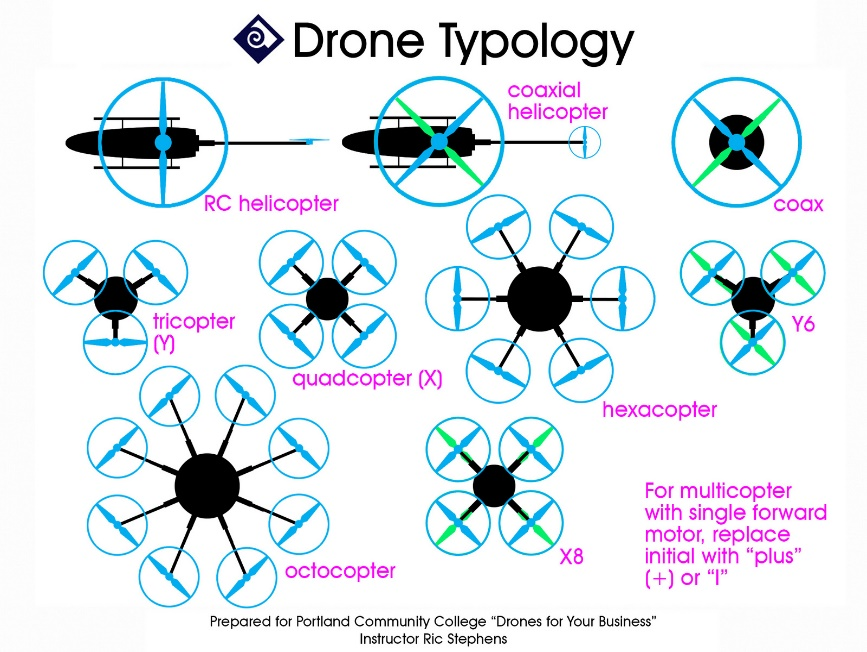 Drone Typology
coaxial
helicopter
RC helicopter
coax
tricopter
(Y)
quadcopter (X)
Y6
hexacopter
octocopter
X8
For multicopter
with single forward
motor, replace
initial with “plus”
(+) or “I”
Prepared for Portland Community College “Drones for Your Business”
Instructor Ric Stephens